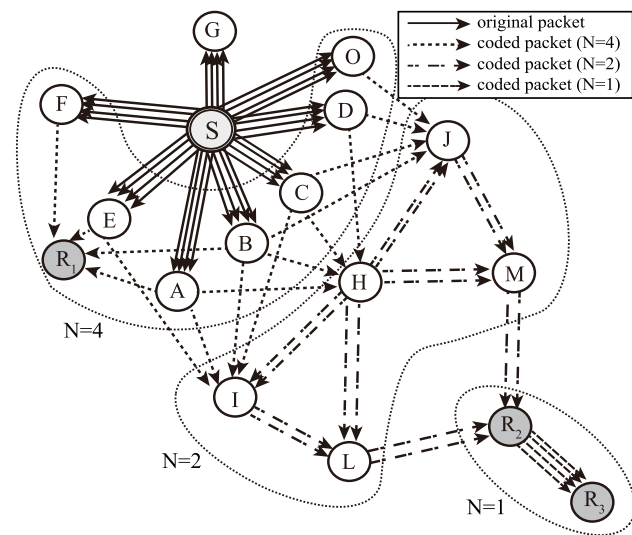 original packet
coded packet (N=4)
coded packet (N=2)
coded packet (N=1)
G
O
F
D
S
J
C
E
B
R1
A
H
M
N=4
I
R2
L
N=2
R3
N=1